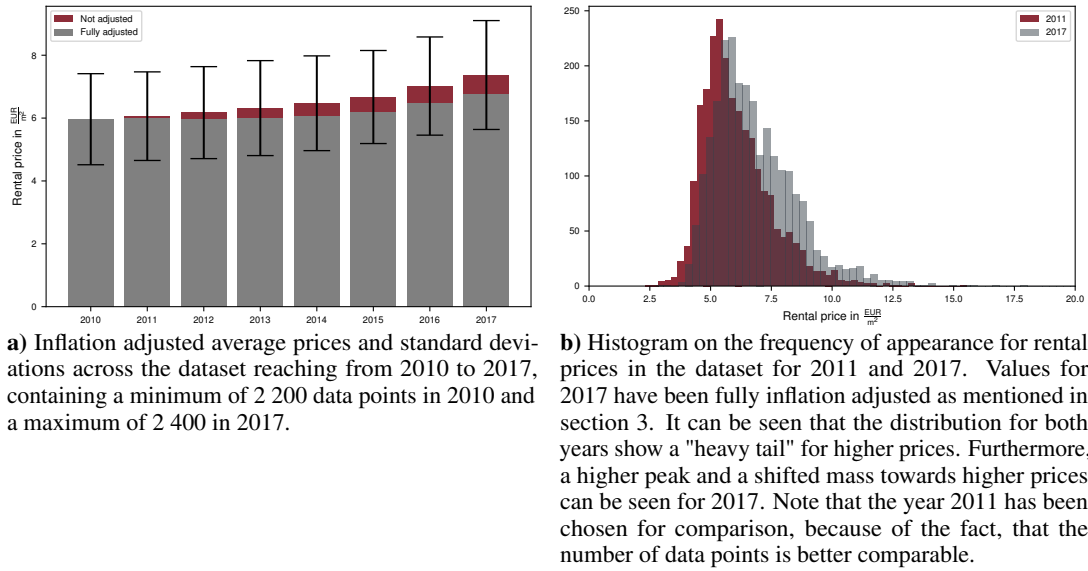 Not adjusted
Fully adjusted
Rental price in EUR/m²
8
6
4
2
0
2010 2011 2012 2013 2014 2015 2016 2017
a) Inflation adjusted average prices and standard devi-
ations across the dataset reaching from 2010 to 2017,
containing a minimum of 2 200 data points in 2010 and
a maximum of 2 400 in 2017.
2011
2017
250
200
150
100
50
0
0.0 2.5 5.0 7.5 10.0 12.5 15.0 17.5 20.0
Rental price in EUR/m²
b) Histogram on the frequency of appearance for rental
prices in the dataset for 2011 and 2017. Values for
2017 have been fully inflation adjusted as mentioned in
section 3. It can be seen that the distribution for both
years show a "heavy tail" for higher prices. Furthermore,
a higher peak and a shifted mass towards higher prices
can be seen for 2017. Note that the year 2011 has been
chosen for comparison, because of the fact, that the
number of data points is better comparable.